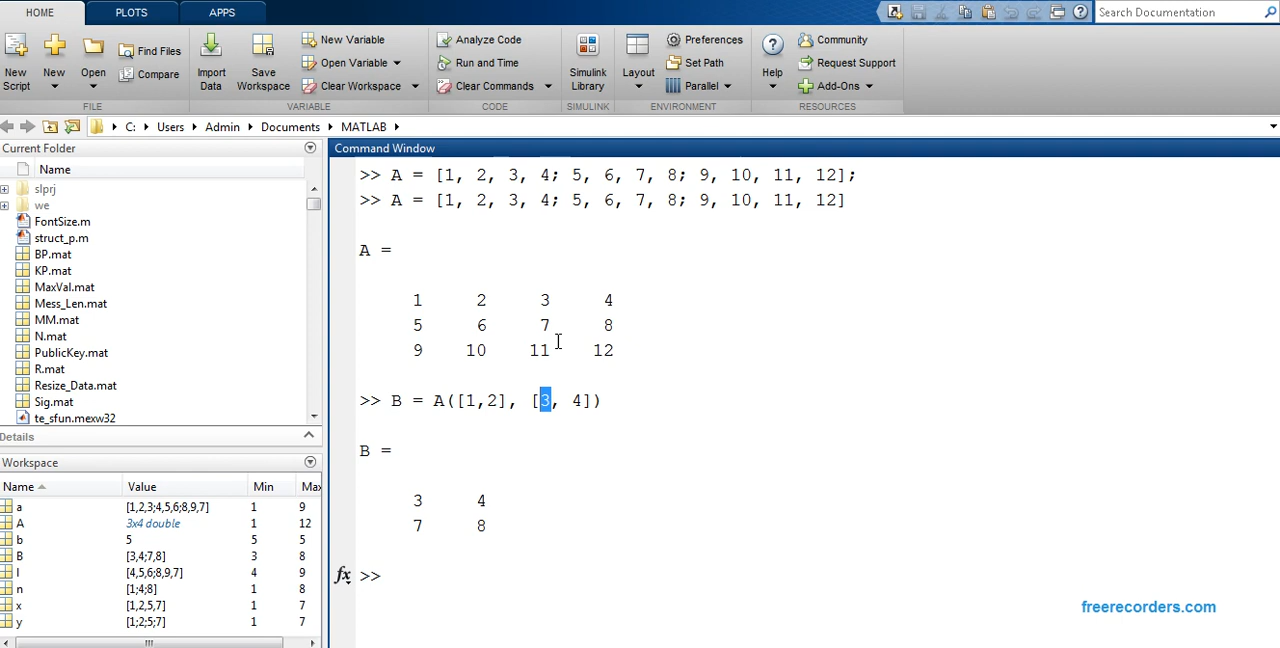 HOME PLOTS APPS Search Documentation
New Script
New
Open
Find Files
Compare
Import Data
Save Workspace
New Variable
Open Variable
Clear Workspace
Analyze Code
Run and Time
Clear Commands
Simulink Library
Layout
Preferences
Set Path
Parallel
Help
Community
Request Support
Add-Ons
FILE VARIABLE CODE SIMULINK ENVIRONMENT RESOURCES
C: Users Admin Documents MATLAB
Current Folder
Name
slprj
we
FontSize.m
struct_p.m
BP.mat
KP.mat
MaxVal.mat
Mess_Len.mat
MM.mat
N.mat
PublicKey.mat
R.mat
Resize_Data.mat
Sig.mat
te_sfun.mexw32
Details
Workspace
Name Value Min Max
a [1,2,3;4,5,6;8,9,7] 1 9
A 3x4 double 1 12
b 5 5 5
B [3,4;7,8] 3 8
l [4,5,6;8,9,7] 4 9
n [1;4;8] 1 8
x [1,2,5,7] 1 7
y [1;2;5;7] 1 7
Command Window
>> A = [1, 2, 3, 4; 5, 6, 7, 8; 9, 10, 11, 12];
>> A = [1, 2, 3, 4; 5, 6, 7, 8; 9, 10, 11, 12]
A =
1 2 3 4
5 6 7 8
9 10 11 12
>> B = A([1,2], [3, 4])
B =
3 4
7 8
fx >>
freerecorders.com